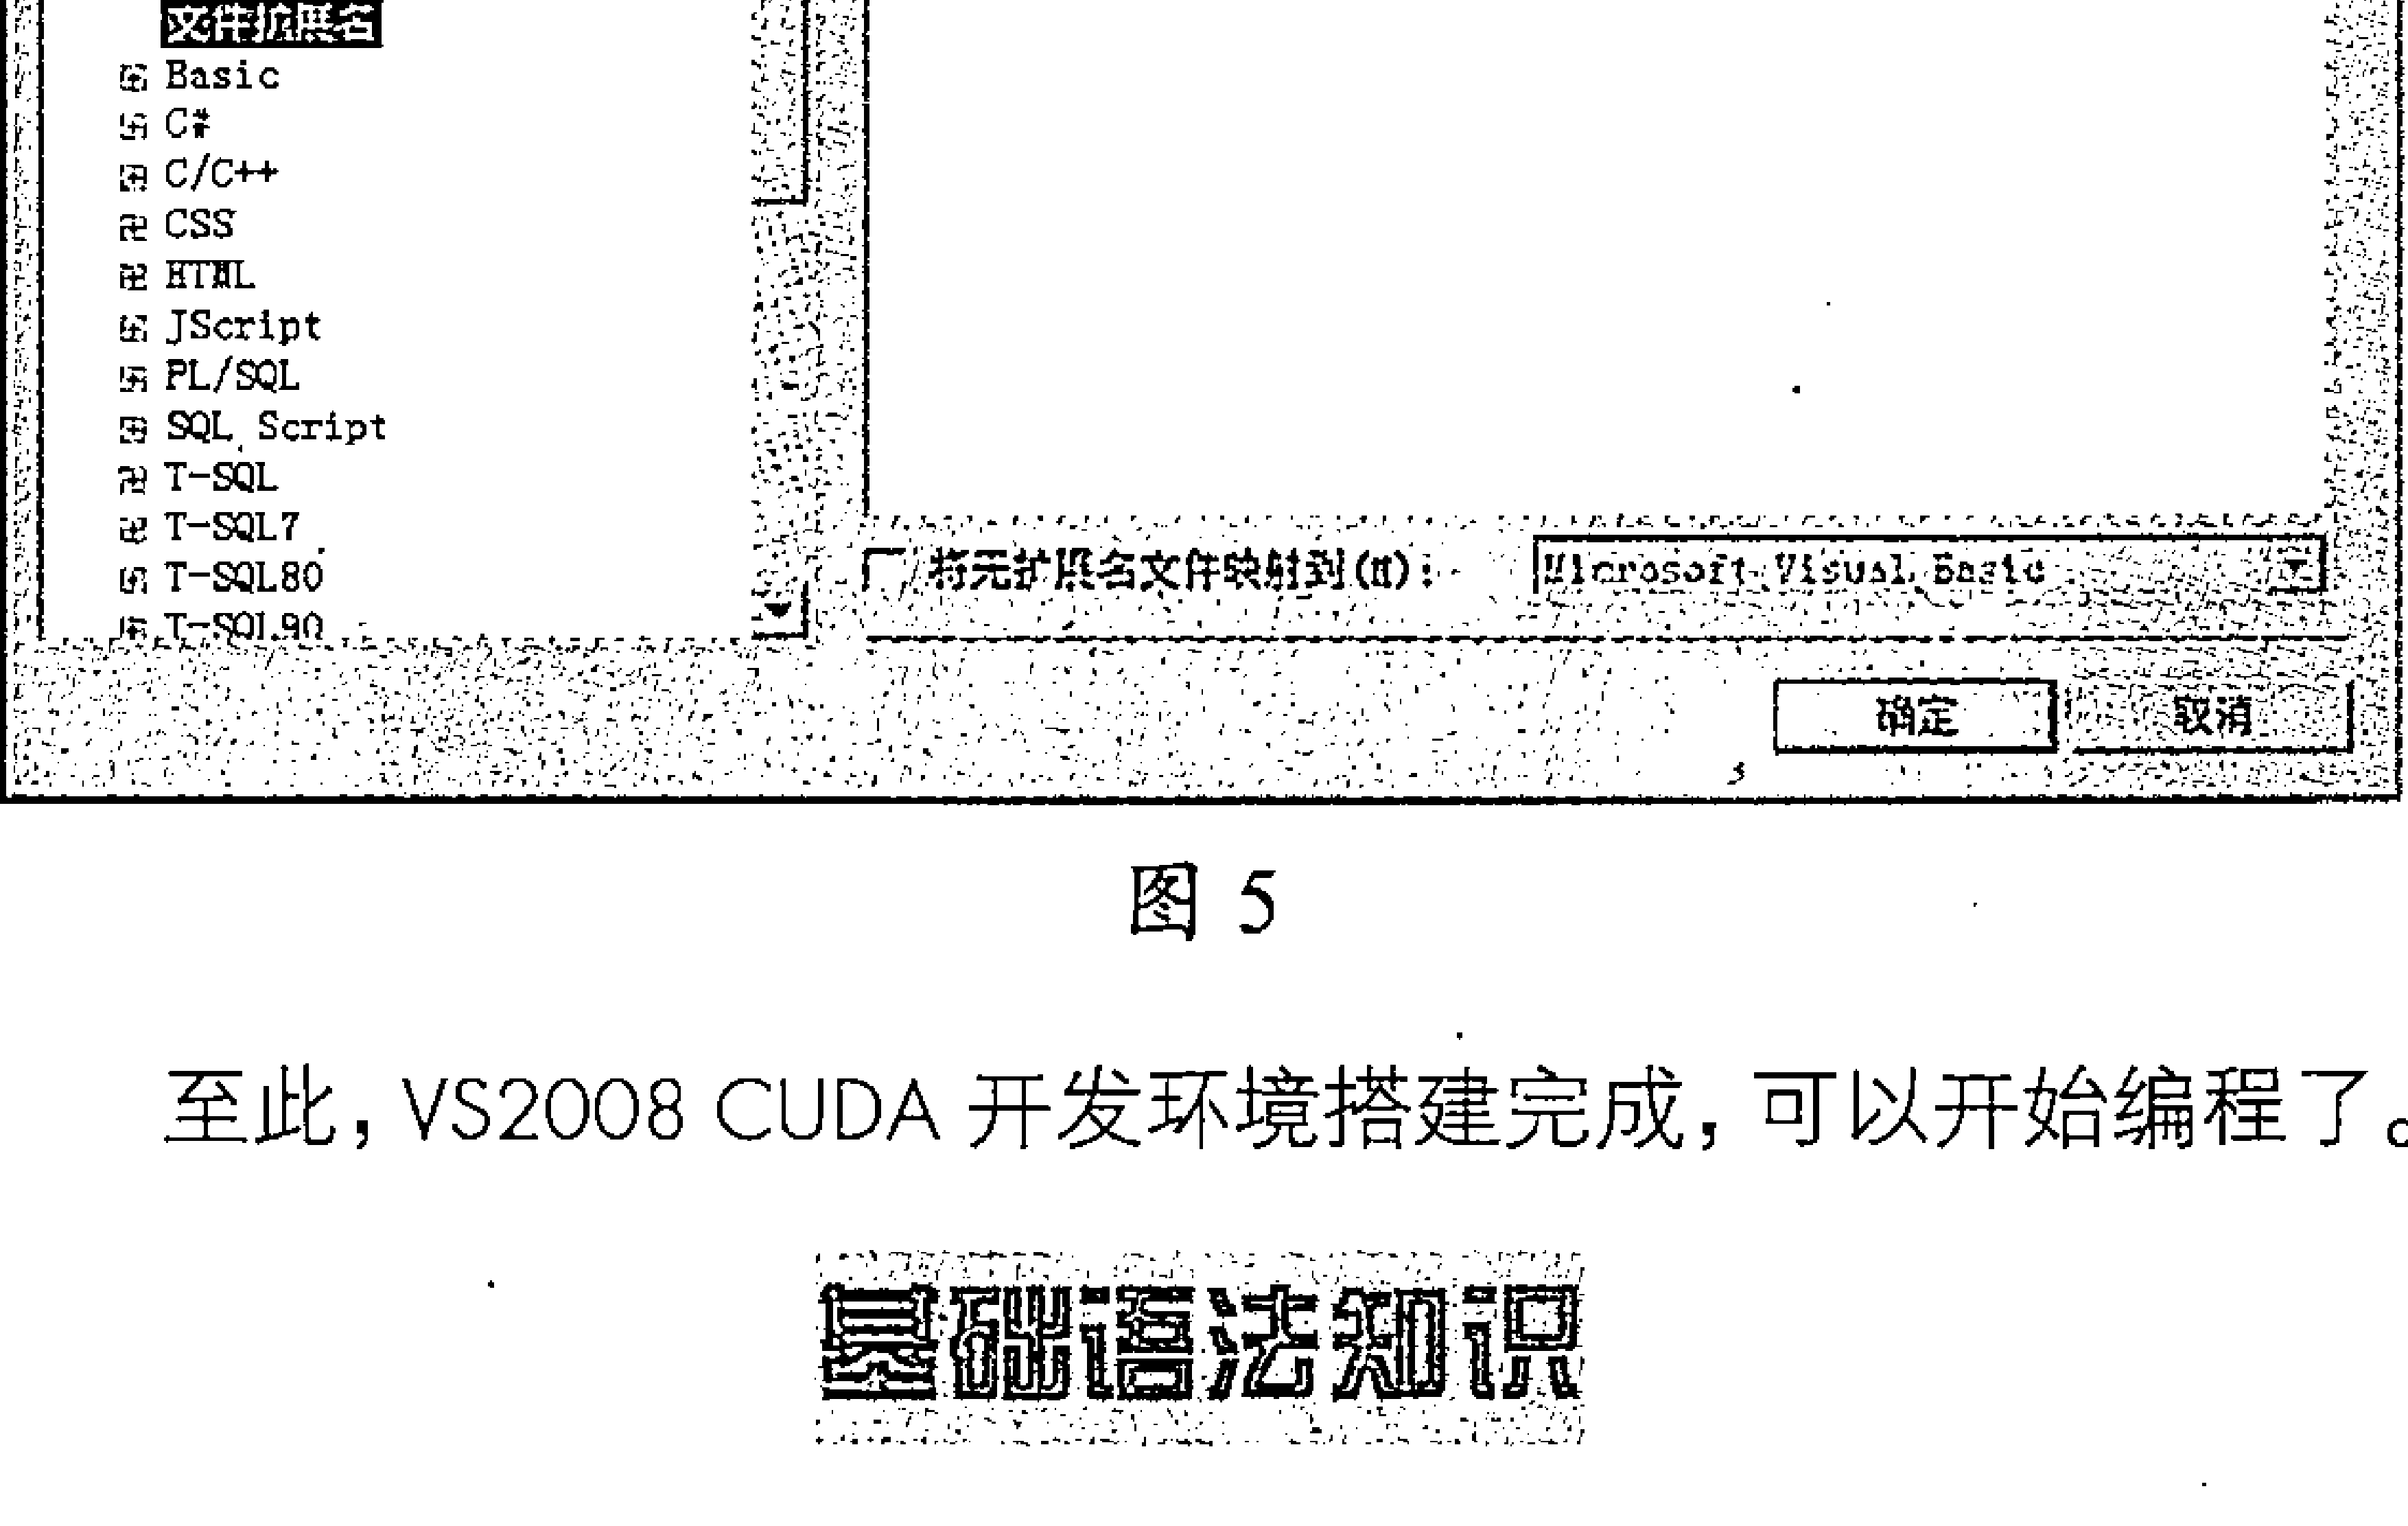 文件扩展名
Basic
C#
C/C++
CSS
HTML
JScript
PL/SQL
SQL Script
T-SQL
T-SQL7
T-SQL80
T-SQL90
将无扩展名文件映射到(M):
Microsoft Visual Basic
确定
取消
图 5
至此，VS2008 CUDA 开发环境搭建完成，可以开始编程了。
基础语法知识